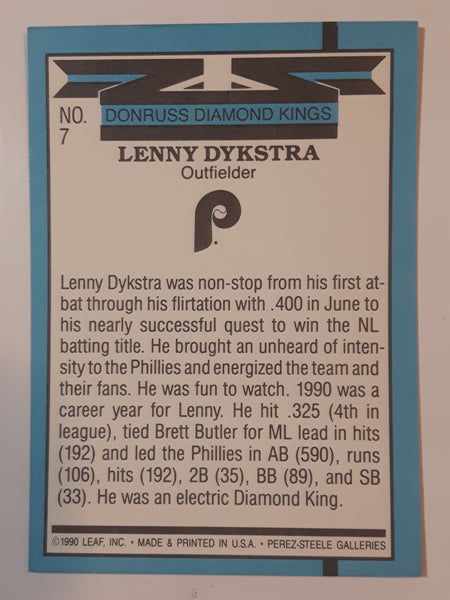 NO.
7
DONRUSS DIAMOND KINGS
LENNY DYKSTRA
Outfielder
P
Lenny Dykstra was non-stop from his first at-
bat through his flirtation with .400 in June to
his nearly successful quest to win the NL
batting title. He brought an unheard of inten-
sity to the Phillies and energized the team and
their fans. He was fun to watch. 1990 was a
career year for Lenny. He hit .325 (4th in
league), tied Brett Butler for ML lead in hits
(192) and led the Phillies in AB (590), runs
(106), hits (192), 2B (35), BB (89), and SB
(33). He was an electric Diamond King.
©1990 LEAF, INC. • MADE & PRINTED IN U.S.A. • PEREZ-STEELE GALLERIES